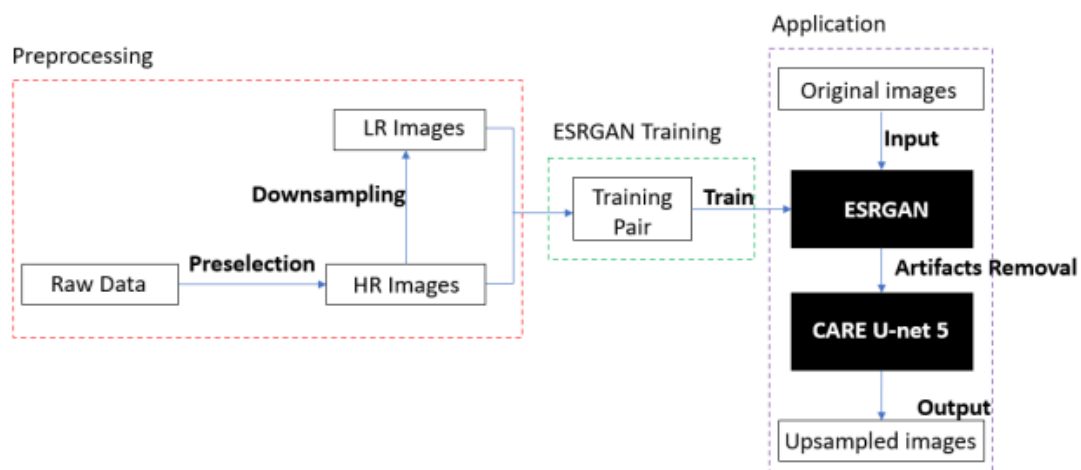 Application
Preprocessing
Original images
LR Images
ESRGAN Training
Input
Downsampling
Training
Pair
Train
ESRGAN
Preselection
Raw Data
HR Images
Artifacts Removal
CARE U-net 5
Output
Upsampled images